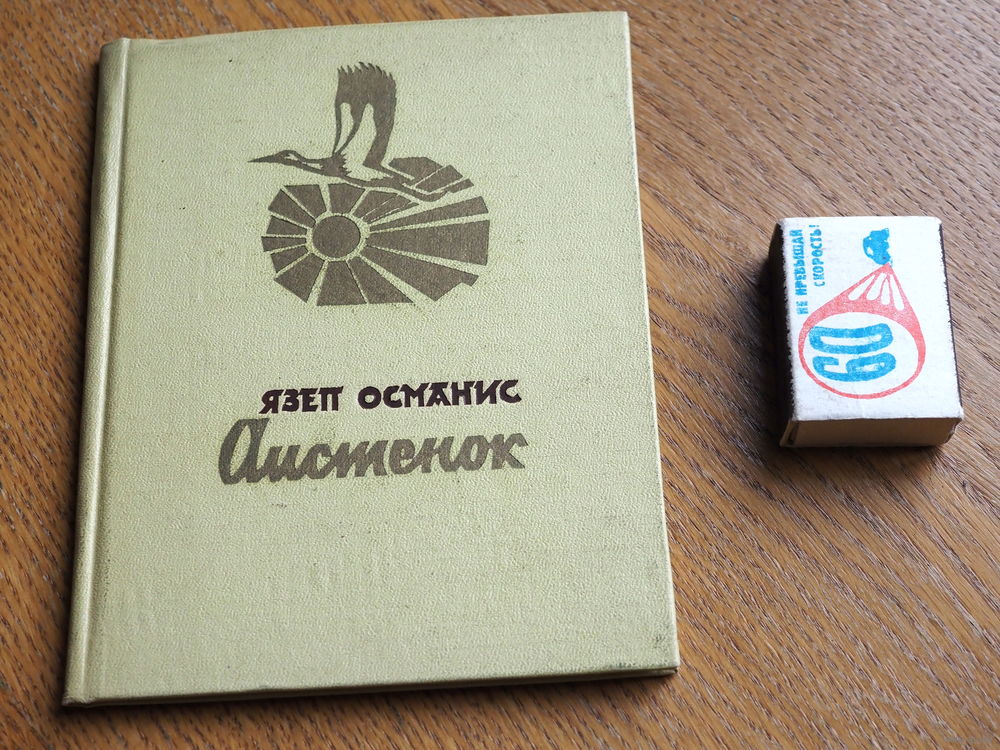 ЯЗЕП ОСМАНИС
Аистенок
НЕ ПРЕВЫШАЙ
СКОРОСТЬ!
60